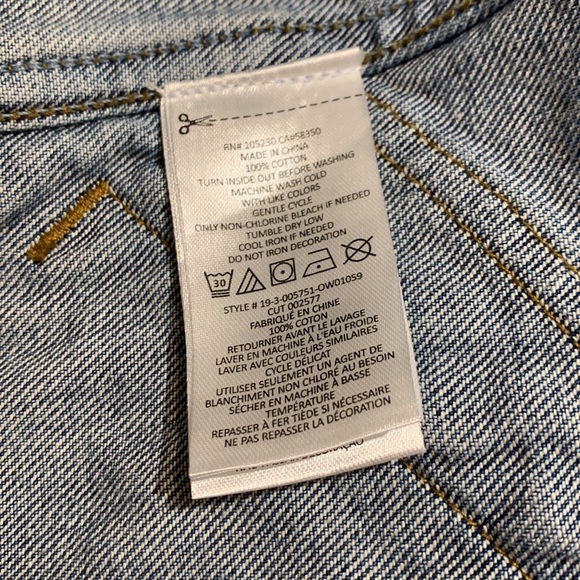 RN# 105230 CA#58350
MADE IN CHINA
100% COTTON
TURN INSIDE OUT BEFORE WASHING
MACHINE WASH COLD
WITH LIKE COLORS
GENTLE CYCLE
ONLY NON-CHLORINE BLEACH IF NEEDED
TUMBLE DRY LOW
COOL IRON IF NEEDED
DO NOT IRON DECORATION
30
STYLE # 19-3-005751-OW01059
CUT 002577
FABRIQUÉ EN CHINE
100% COTON
RETOURNER AVANT LE LAVAGE
LAVER EN MACHINE À L'EAU FROIDE
LAVER AVEC COULEURS SIMILAIRES
CYCLE DÉLICAT
UTILISER SEULEMENT UN AGENT DE
BLANCHIMENT NON CHLORÉ AU BESOIN
SÉCHER EN MACHINE À BASSE
TEMPÉRATURE
REPASSER À FER TIÈDE SI NÉCESSAIRE
NE PAS REPASSER LA DÉCORATION